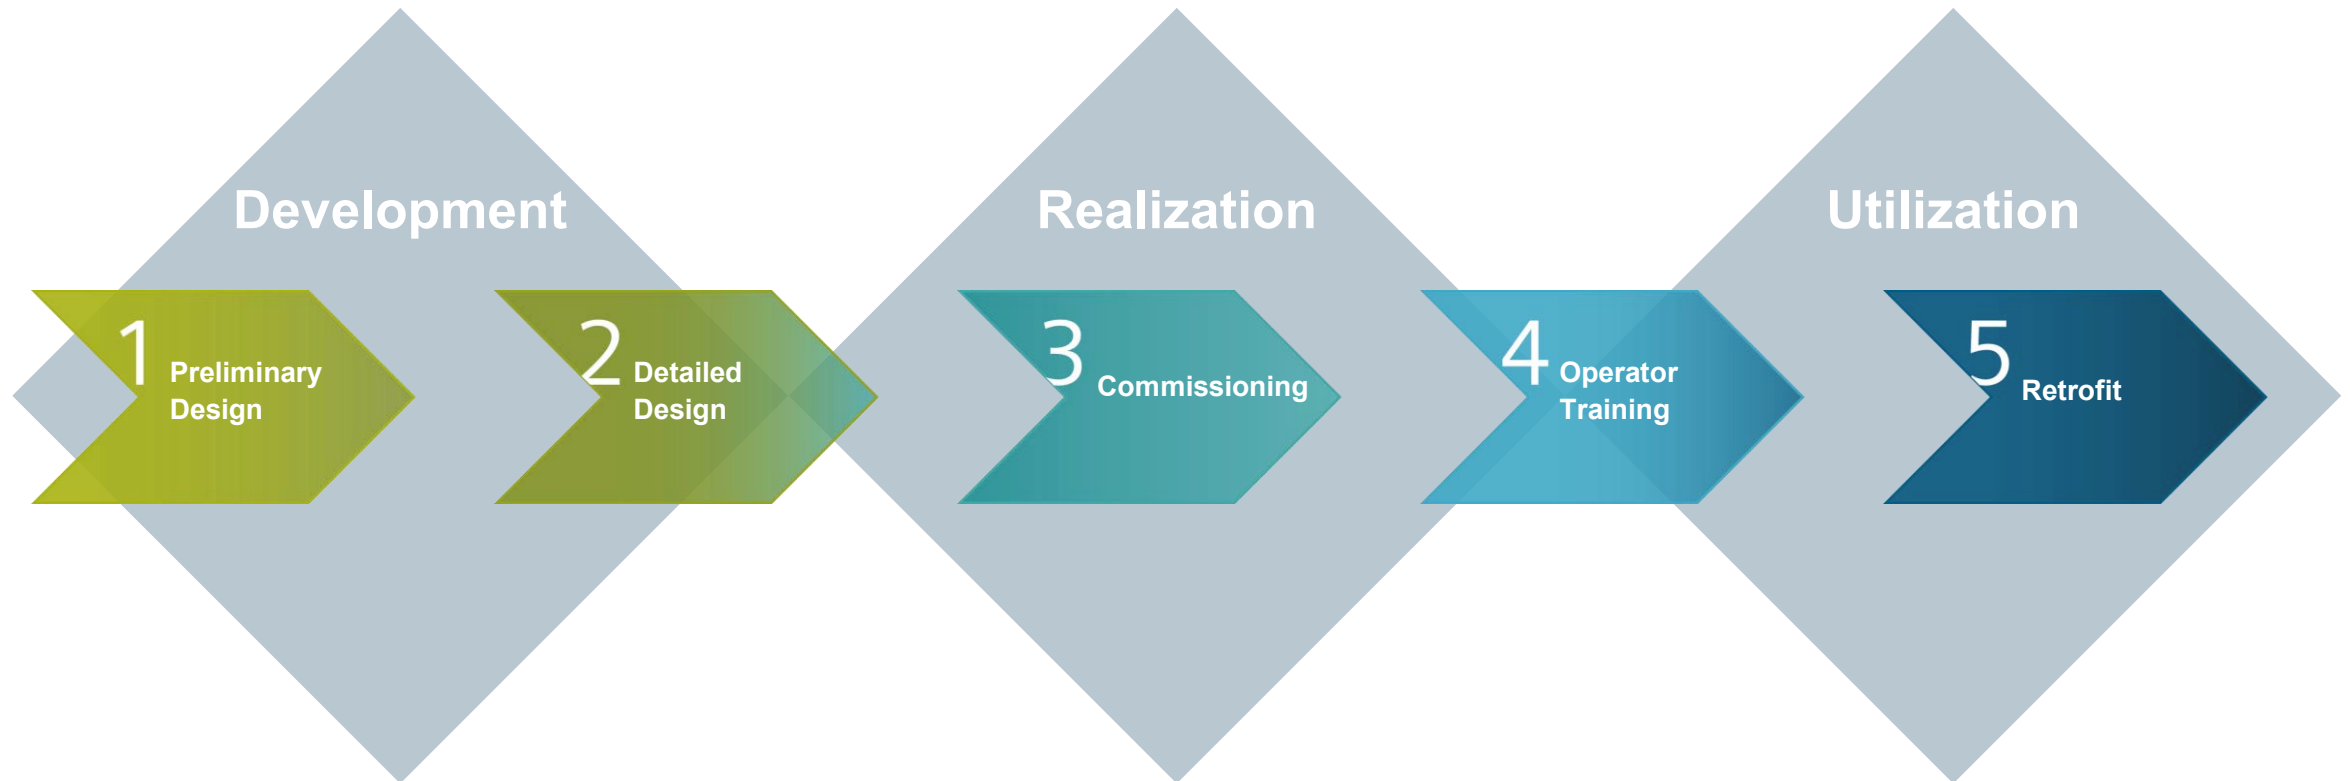 Development
Realization
Utilization
1
Preliminary
Design
2
Detailed
Design
3
Commissioning
4
Operator
Training
5
Retrofit